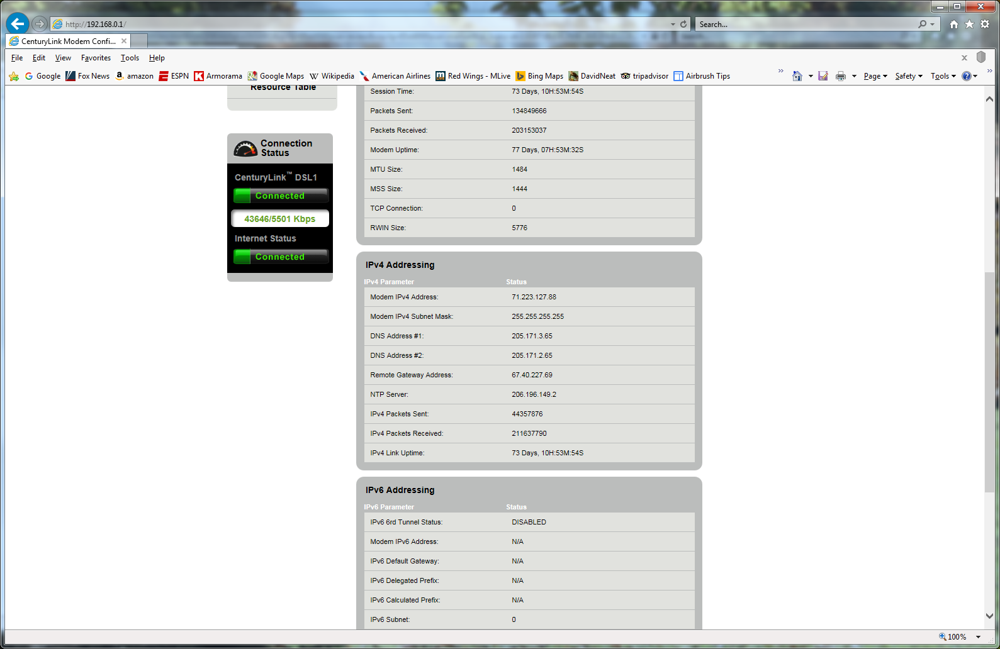 http://192.168.0.1/
Search...
CenturyLink Modem Confi...
File Edit View Favorites Tools Help
Google Fox News amazon ESPN Armorama Google Maps Wikipedia American Airlines Red Wings - MLive Bing Maps DavidNeat tripadvisor Airbrush Tips » Page Safety Tools »
Resource Table
Connection
Status
CenturyLink™ DSL1
Connected
43646/5501 Kbps
Internet Status
Connected
Session Time: 73 Days, 10H:53M:54S
Packets Sent: 134849666
Packets Received: 203153037
Modem Uptime: 77 Days, 07H:53M:32S
MTU Size: 1484
MSS Size: 1444
TCP Connection: 0
RWIN Size: 5776
IPv4 Addressing
IPv4 Parameter Status
Modem IPv4 Address: 71.223.127.88
Modem IPv4 Subnet Mask: 255.255.255.255
DNS Address #1: 205.171.3.65
DNS Address #2: 205.171.2.65
Remote Gateway Address: 67.40.227.69
NTP Server: 206.196.149.2
IPv4 Packets Sent: 44357876
IPv4 Packets Received: 211637790
IPv4 Link Uptime: 73 Days, 10H:53M:54S
IPv6 Addressing
IPv6 Parameter Status
IPv6 6rd Tunnel Status: DISABLED
Modem IPv6 Address: N/A
IPv6 Default Gateway: N/A
IPv6 Delegated Prefix: N/A
IPv6 Calculated Prefix: N/A
IPv6 Subnet: 0
100%